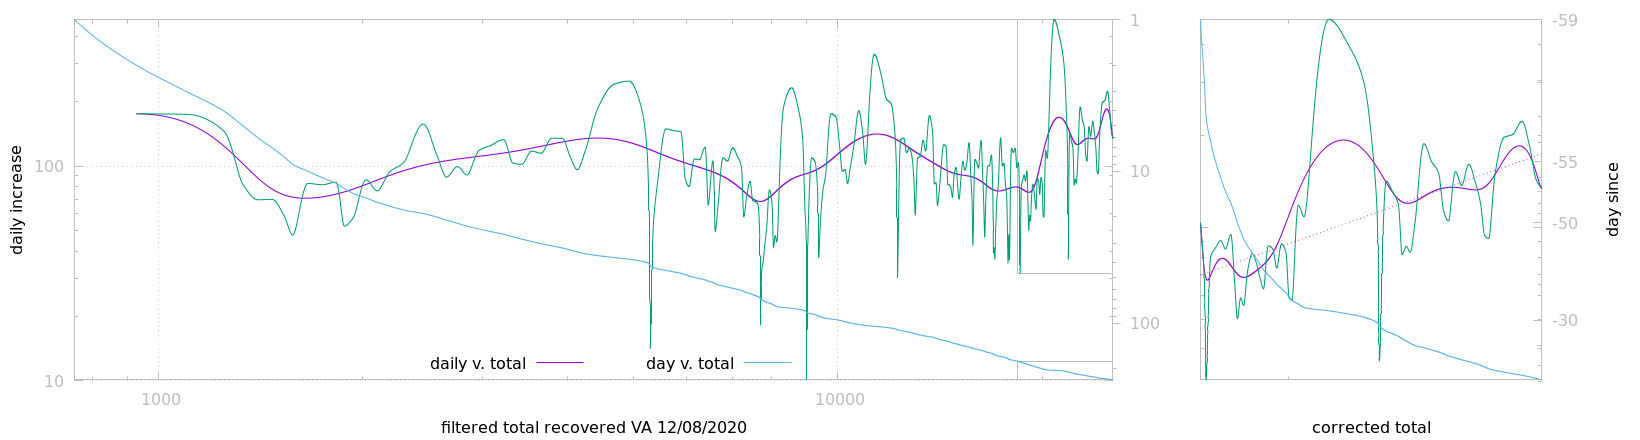 daily increase
100
10
1000
10000
1
10
100
daily v. total
day v. total
filtered total recovered VA 12/08/2020
-59
-55
-50
-30
day since
corrected total